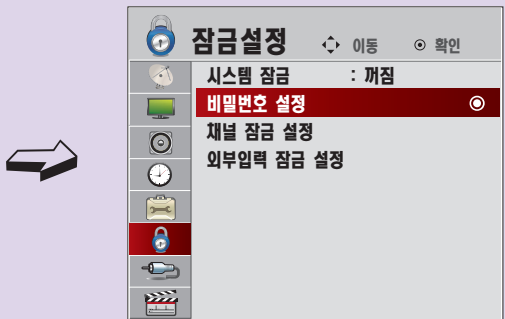 잠금설정 이동 확인
시스템 잠금 : 꺼짐
비밀번호 설정
채널 잠금 설정
외부입력 잠금 설정